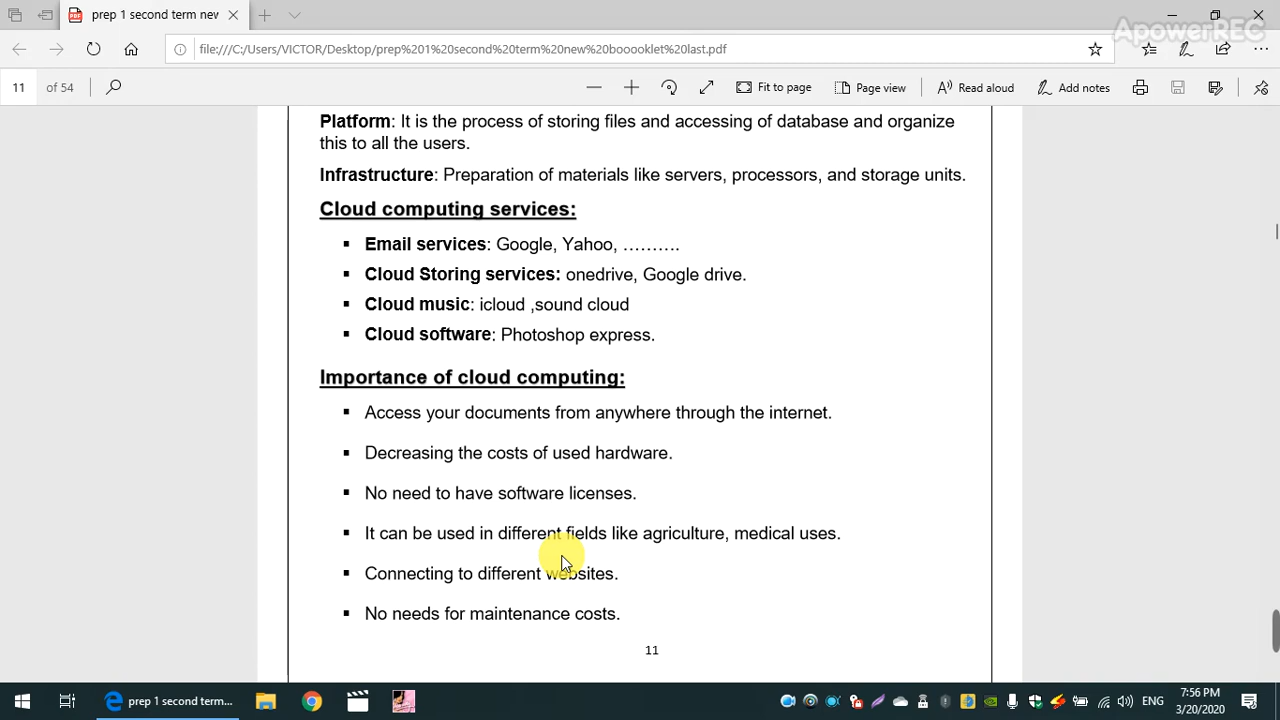 prep 1 second term new
ApowerREC
file:///C:/Users/VICTOR/Desktop/prep%201%20second%20term%20new%20booooklet%20last.pdf
11 of 54
Fit to page
Page view
Read aloud
Add notes
Platform: It is the process of storing files and accessing of database and organize
this to all the users.
Infrastructure: Preparation of materials like servers, processors, and storage units.
Cloud computing services:
▪ Email services: Google, Yahoo, ……….
▪ Cloud Storing services: onedrive, Google drive.
▪ Cloud music: icloud ,sound cloud
▪ Cloud software: Photoshop express.
Importance of cloud computing:
▪ Access your documents from anywhere through the internet.
▪ Decreasing the costs of used hardware.
▪ No need to have software licenses.
▪ It can be used in different fields like agriculture, medical uses.
▪ Connecting to different websites.
▪ No needs for maintenance costs.
11
prep 1 second term...
ENG
7:56 PM
3/20/2020